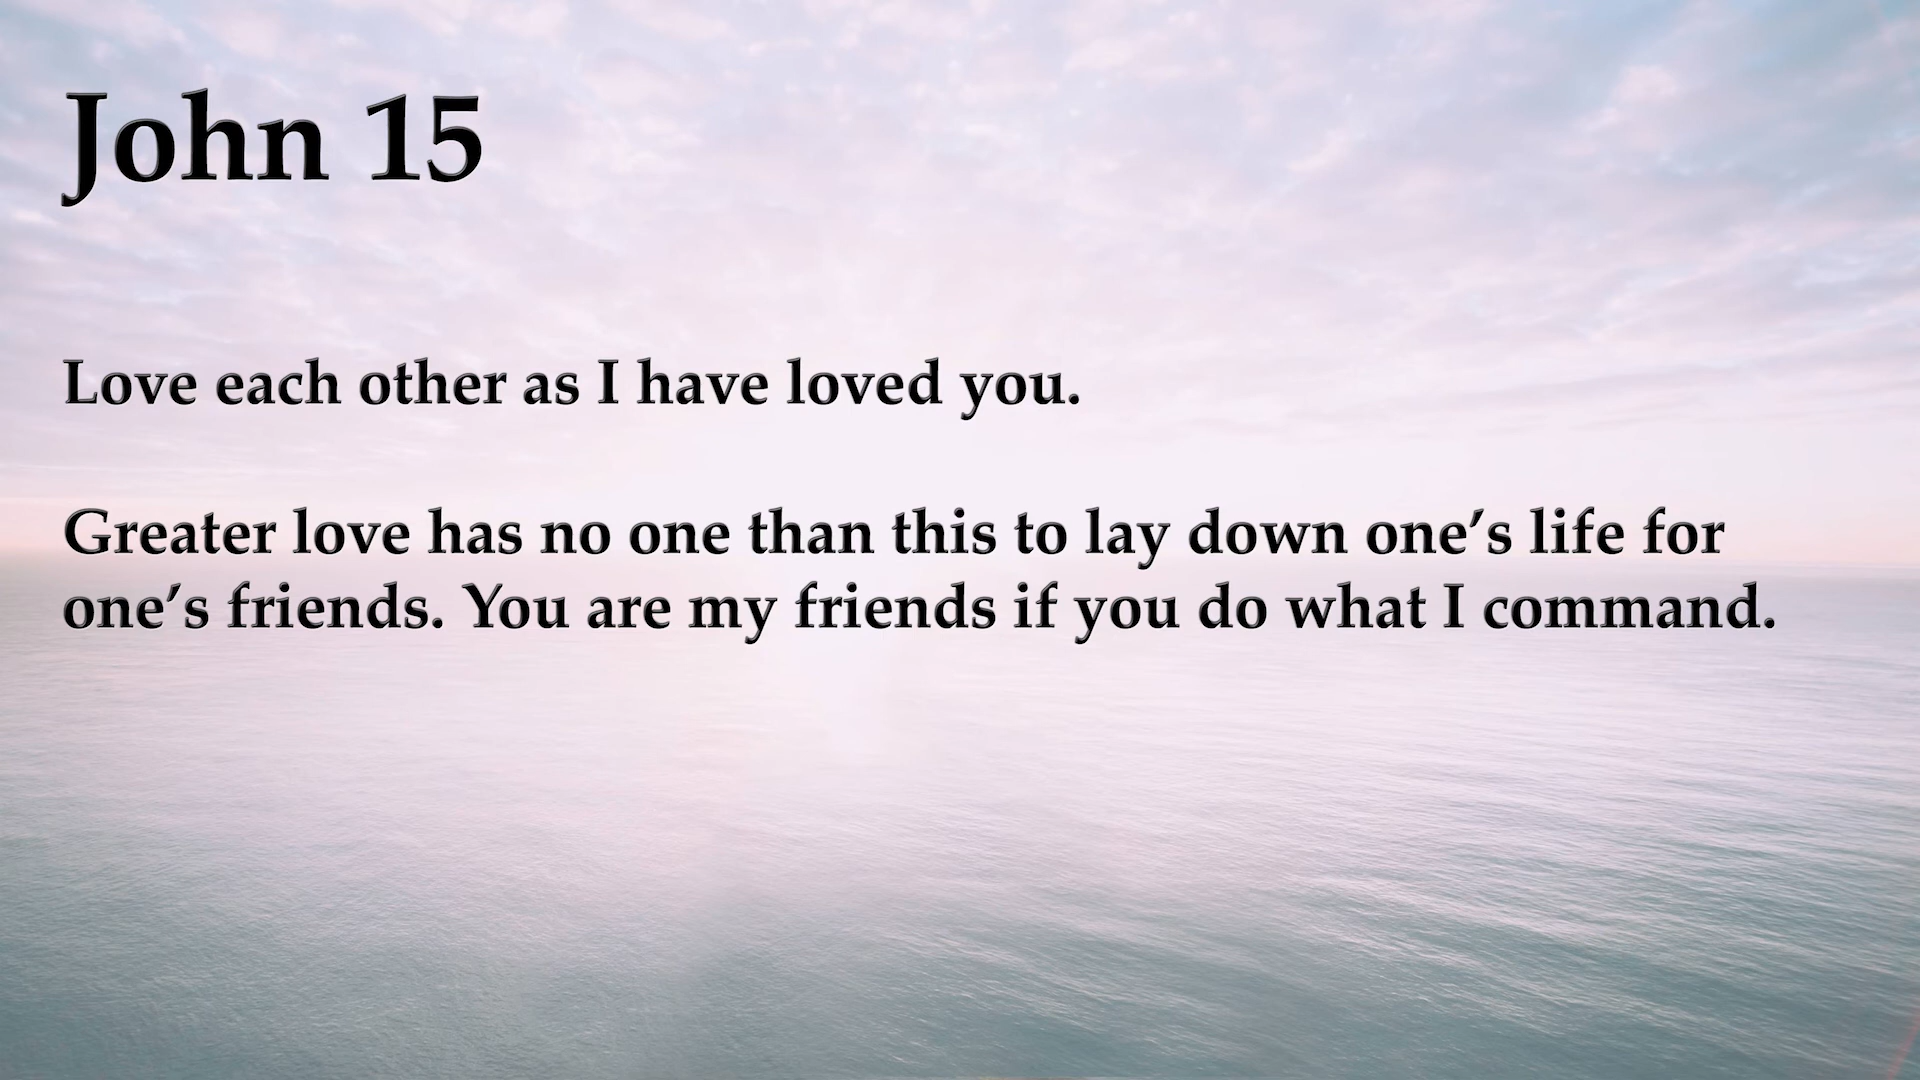 John 15
Love each other as I have loved you.
Greater love has no one than this to lay down one’s life for
one’s friends. You are my friends if you do what I command.